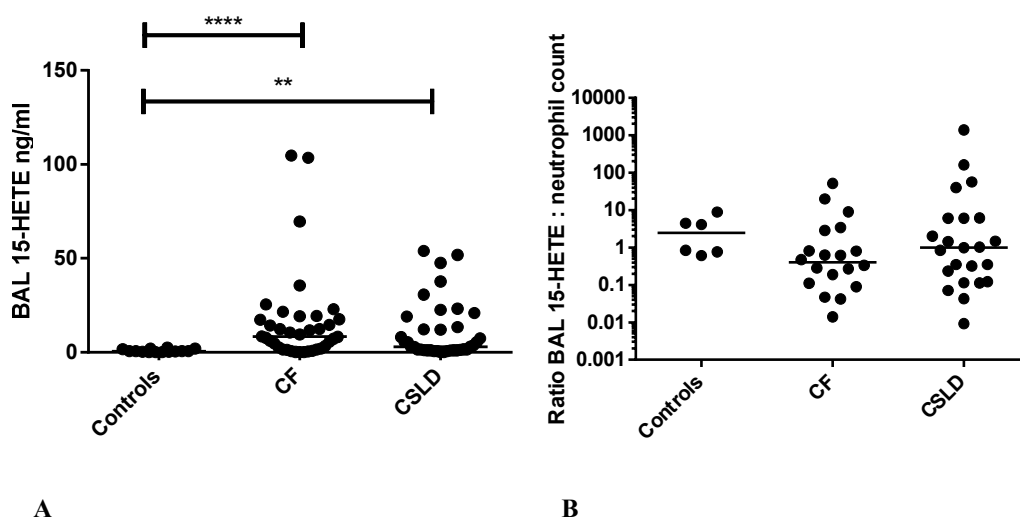 ****
**
BAL 15-HETE ng/ml
150
100
50
0
Controls
CF
CSLD
A
Ratio BAL 15-HETE : neutrophil count
10000
1000
100
10
1
0.1
0.01
0.001
Controls
CF
CSLD
B